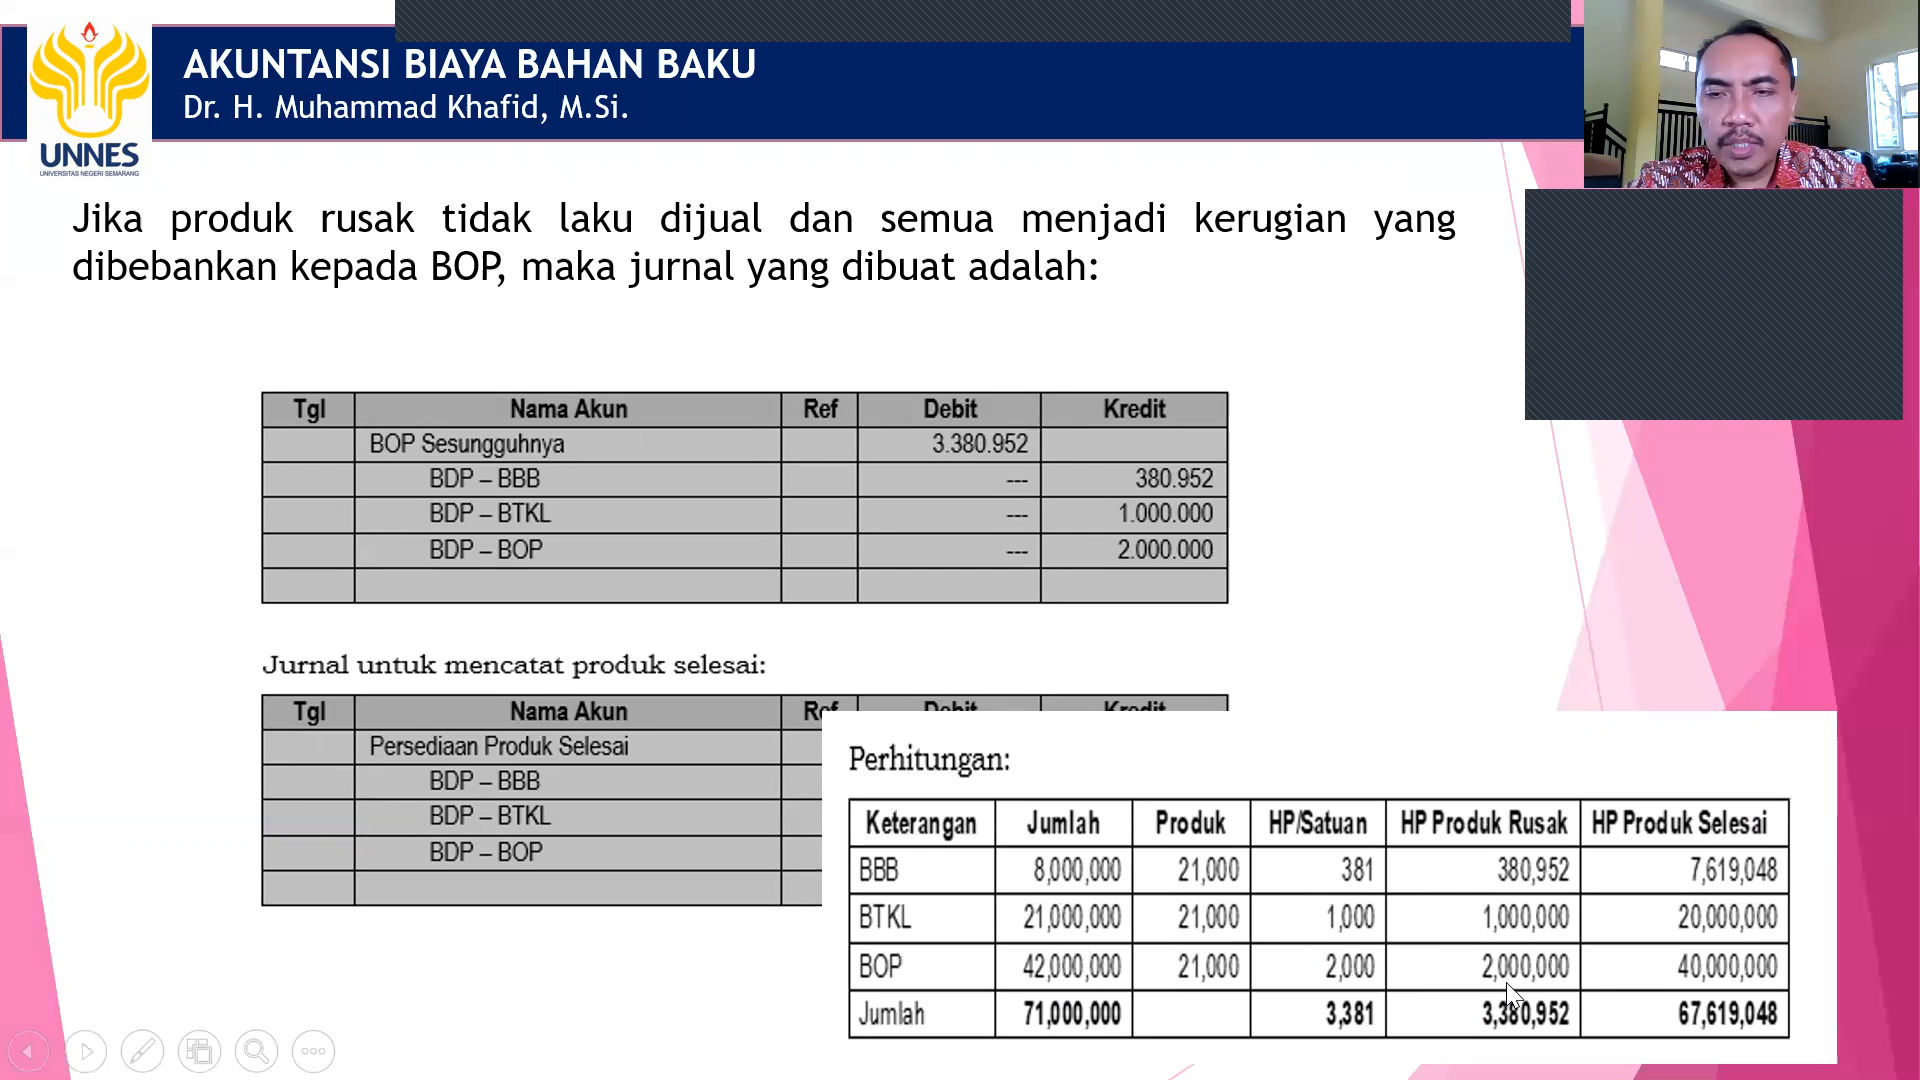 AKUNTANSI BIAYA BAHAN BAKU
Dr. H. Muhammad Khafid, M.Si.
UNNES
UNIVERSITAS NEGERI SEMARANG
Jika produk rusak tidak laku dijual dan semua menjadi kerugian yang
dibebankan kepada BOP, maka jurnal yang dibuat adalah:
Tgl Nama Akun Ref Debit Kredit
BOP Sesungguhnya 3.380.952
BDP – BBB --- 380.952
BDP – BTKL --- 1.000.000
BDP – BOP --- 2.000.000
Jurnal untuk mencatat produk selesai:
Tgl Nama Akun Ref Debit Kredit
Persediaan Produk Selesai
BDP – BBB
BDP – BTKL
BDP – BOP
Perhitungan:
Keterangan Jumlah Produk HP/Satuan HP Produk Rusak HP Produk Selesai
BBB 8,000,000 21,000 381 380,952 7,619,048
BTKL 21,000,000 21,000 1,000 1,000,000 20,000,000
BOP 42,000,000 21,000 2,000 2,000,000 40,000,000
Jumlah 71,000,000 3,381 3,380,952 67,619,048